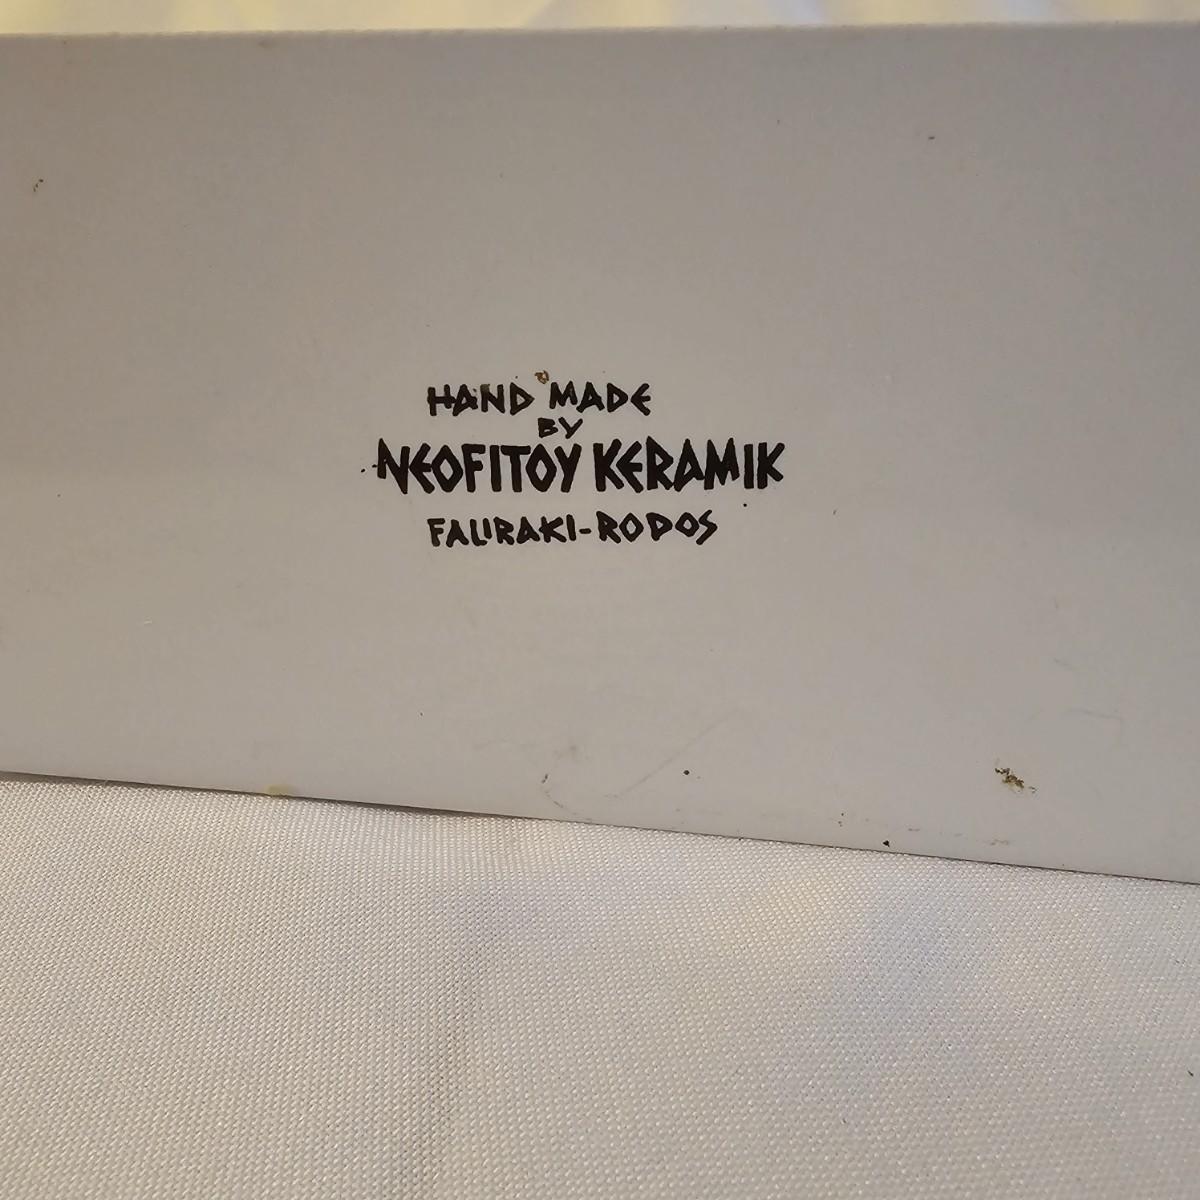 HAND MADE
BY
NEOFITOY KERAMIK
FALIRAKI-RODOS